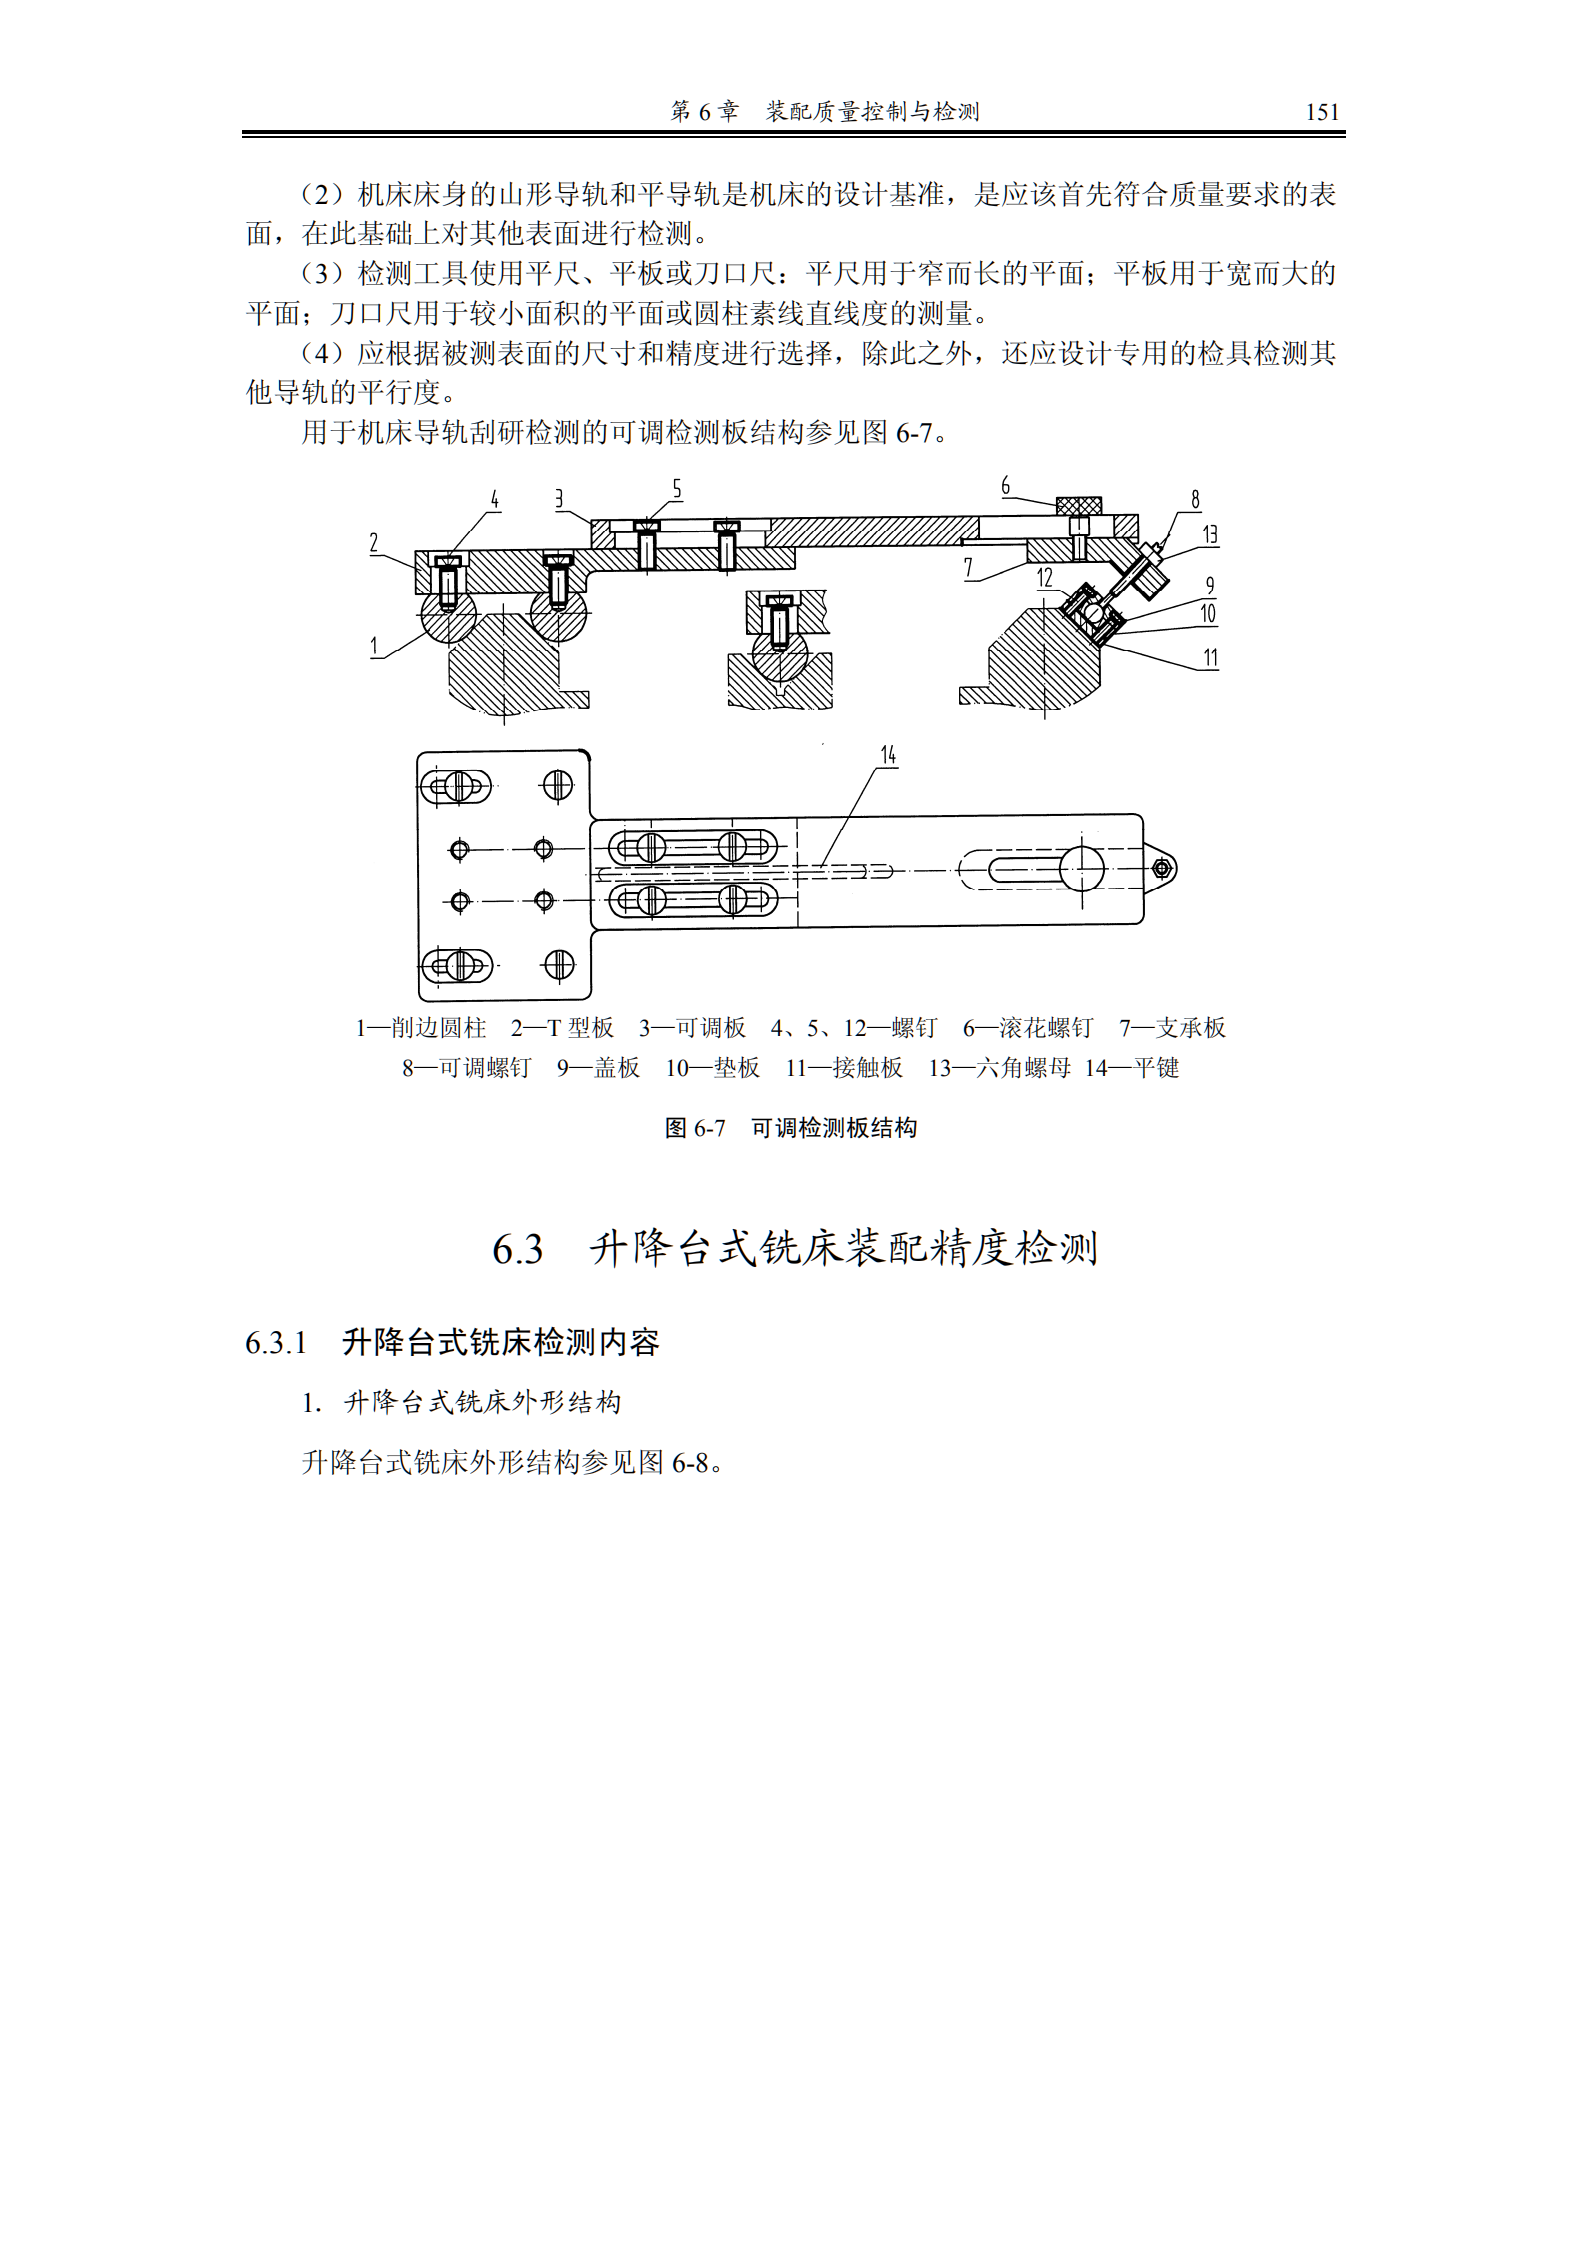 第 6 章 装配质量控制与检测 151
（2）机床床身的山形导轨和平导轨是机床的设计基准，是应该首先符合质量要求的表
面，在此基础上对其他表面进行检测。
（3）检测工具使用平尺、平板或刀口尺：平尺用于窄而长的平面；平板用于宽而大的
平面；刀口尺用于较小面积的平面或圆柱素线直线度的测量。
（4）应根据被测表面的尺寸和精度进行选择，除此之外，还应设计专用的检具检测其
他导轨的平行度。
用于机床导轨刮研检测的可调检测板结构参见图 6-7。
4
3
5
6
8
2
13
7
12
9
10
1
11
14
1—削边圆柱 2—T 型板 3—可调板 4、5、12—螺钉 6—滚花螺钉 7—支承板
8—可调螺钉 9—盖板 10—垫板 11—接触板 13—六角螺母 14—平键
图 6-7 可调检测板结构
6.3 升降台式铣床装配精度检测
6.3.1 升降台式铣床检测内容
1．升降台式铣床外形结构
升降台式铣床外形结构参见图 6-8。